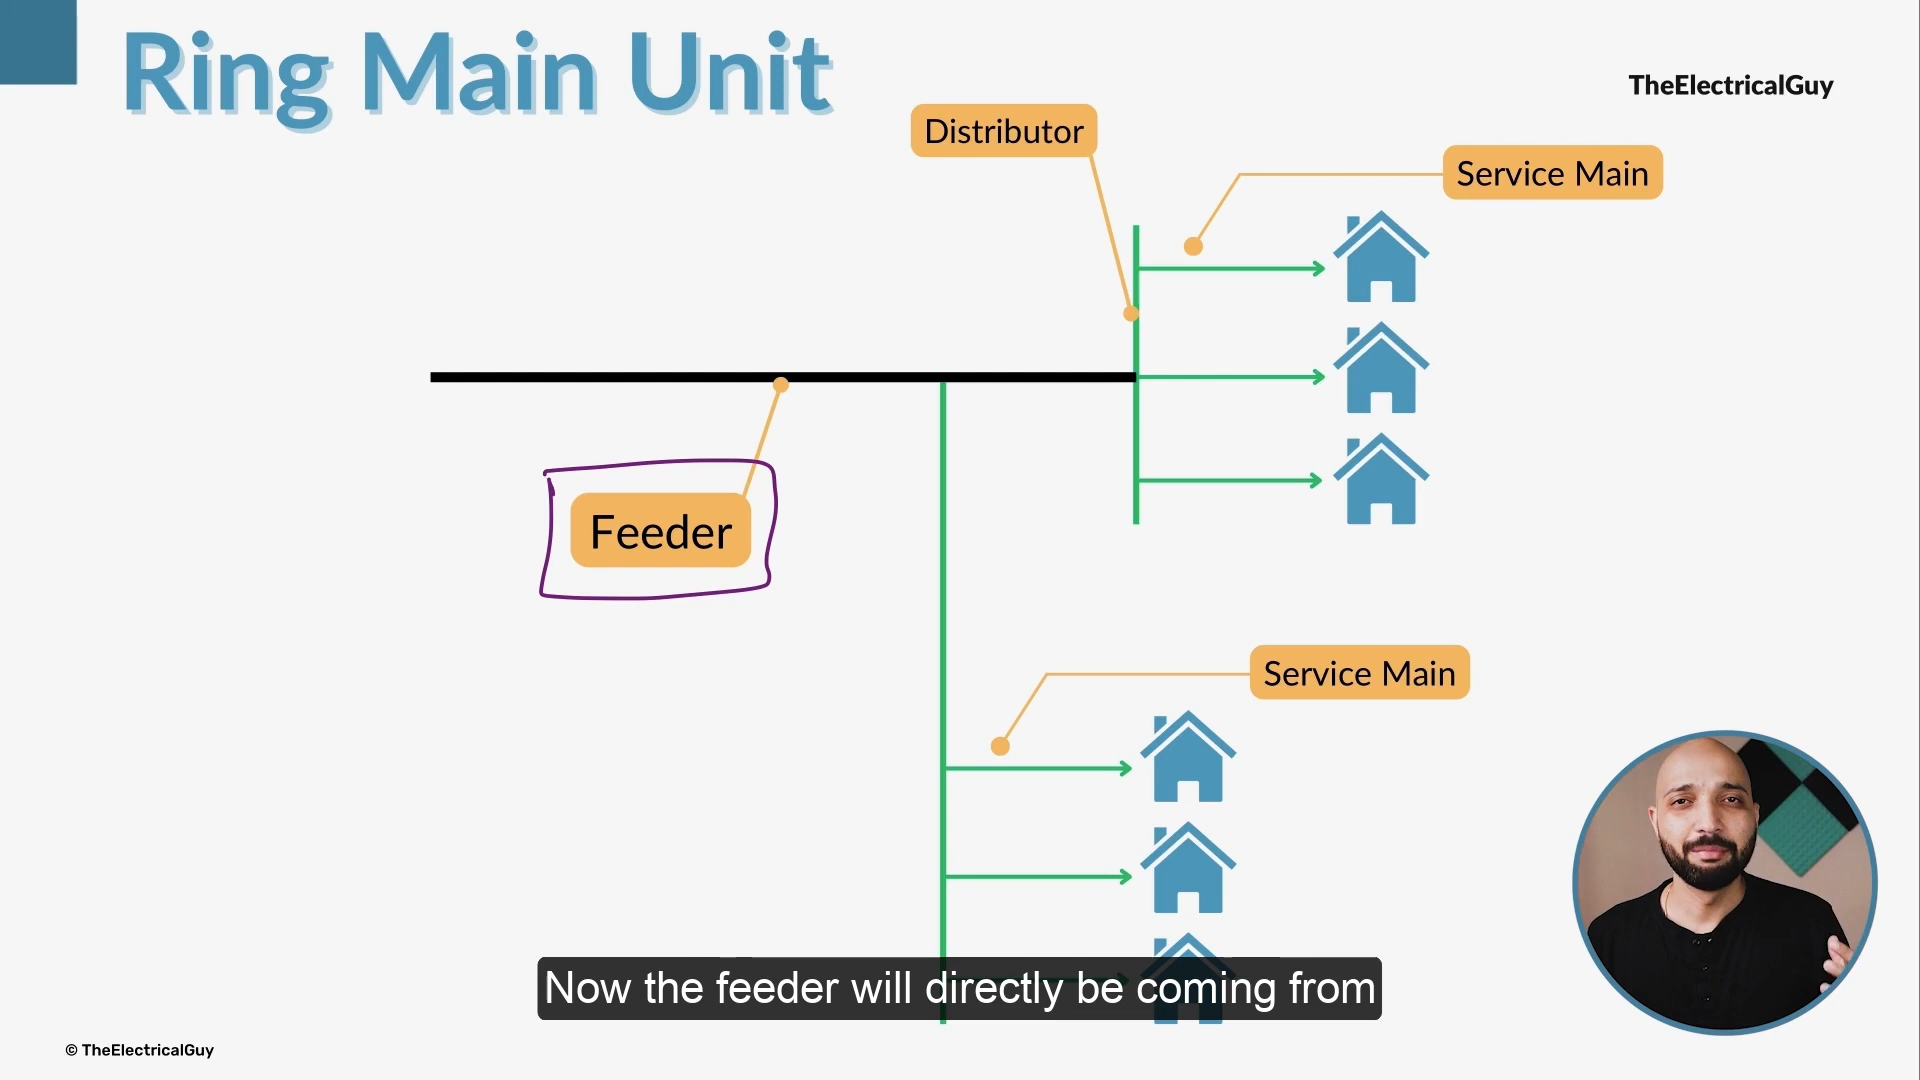 Ring Main Unit
TheElectricalGuy
Distributor
Service Main
Feeder
Service Main
Now the feeder will directly be coming from
© TheElectricalGuy